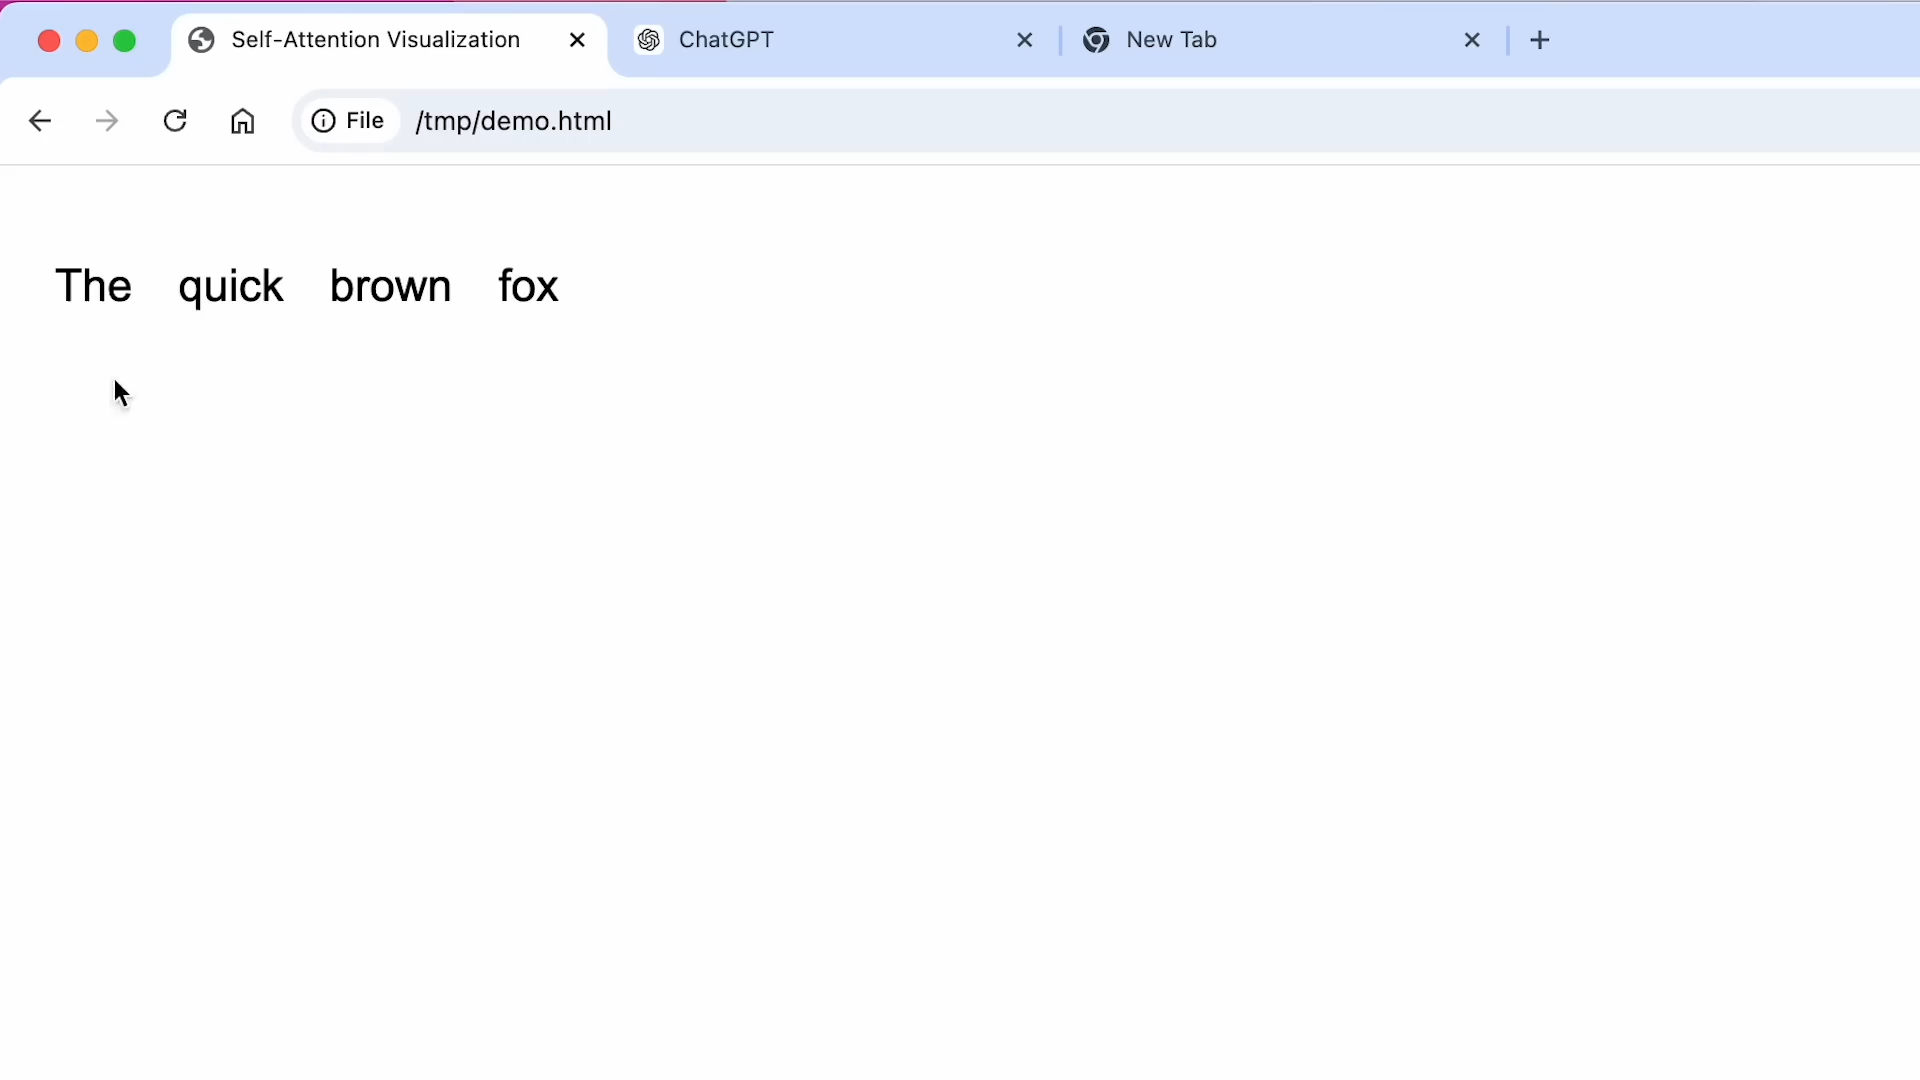 Self-Attention Visualization
ChatGPT
New Tab
File /tmp/demo.html
The quick brown fox